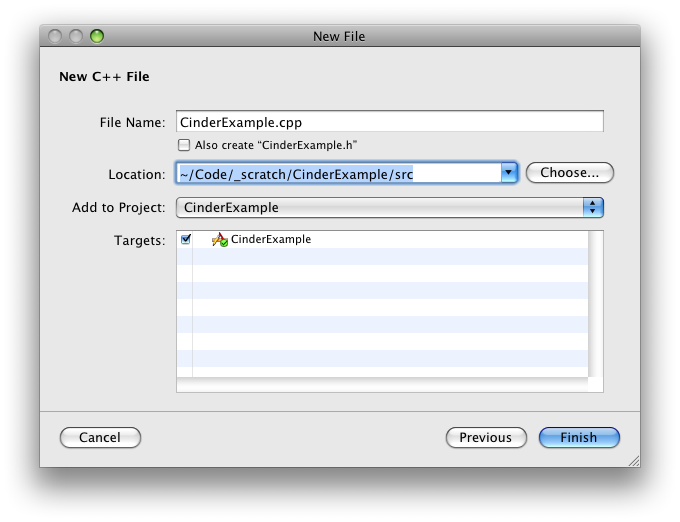 New File
New C++ File
File Name: CinderExample.cpp
Also create “CinderExample.h”
Location: ~/Code/_scratch/CinderExample/src Choose...
Add to Project: CinderExample
Targets: CinderExample
Cancel Previous Finish